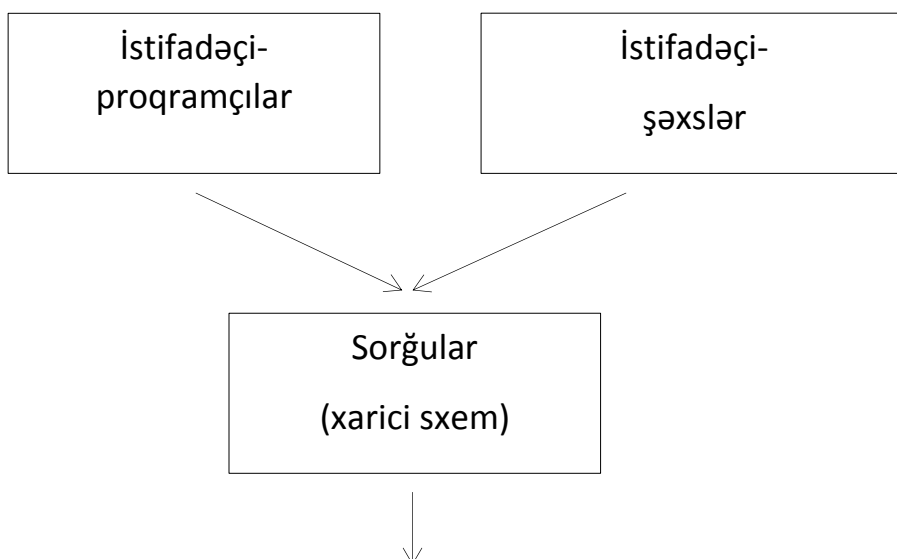 İstifadəçi-
proqramçılar
İstifadəçi-
şəxslər
Sorğular
(xarici sxem)